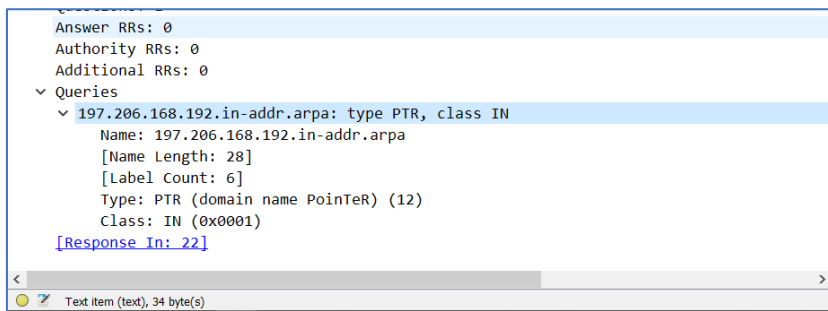 Answer RRs: 0
Authority RRs: 0
Additional RRs: 0
Queries
197.206.168.192.in-addr.arpa: type PTR, class IN
Name: 197.206.168.192.in-addr.arpa
[Name Length: 28]
[Label Count: 6]
Type: PTR (domain name PoinTeR) (12)
Class: IN (0x0001)
[Response In: 22]
Text item (text), 34 byte(s)